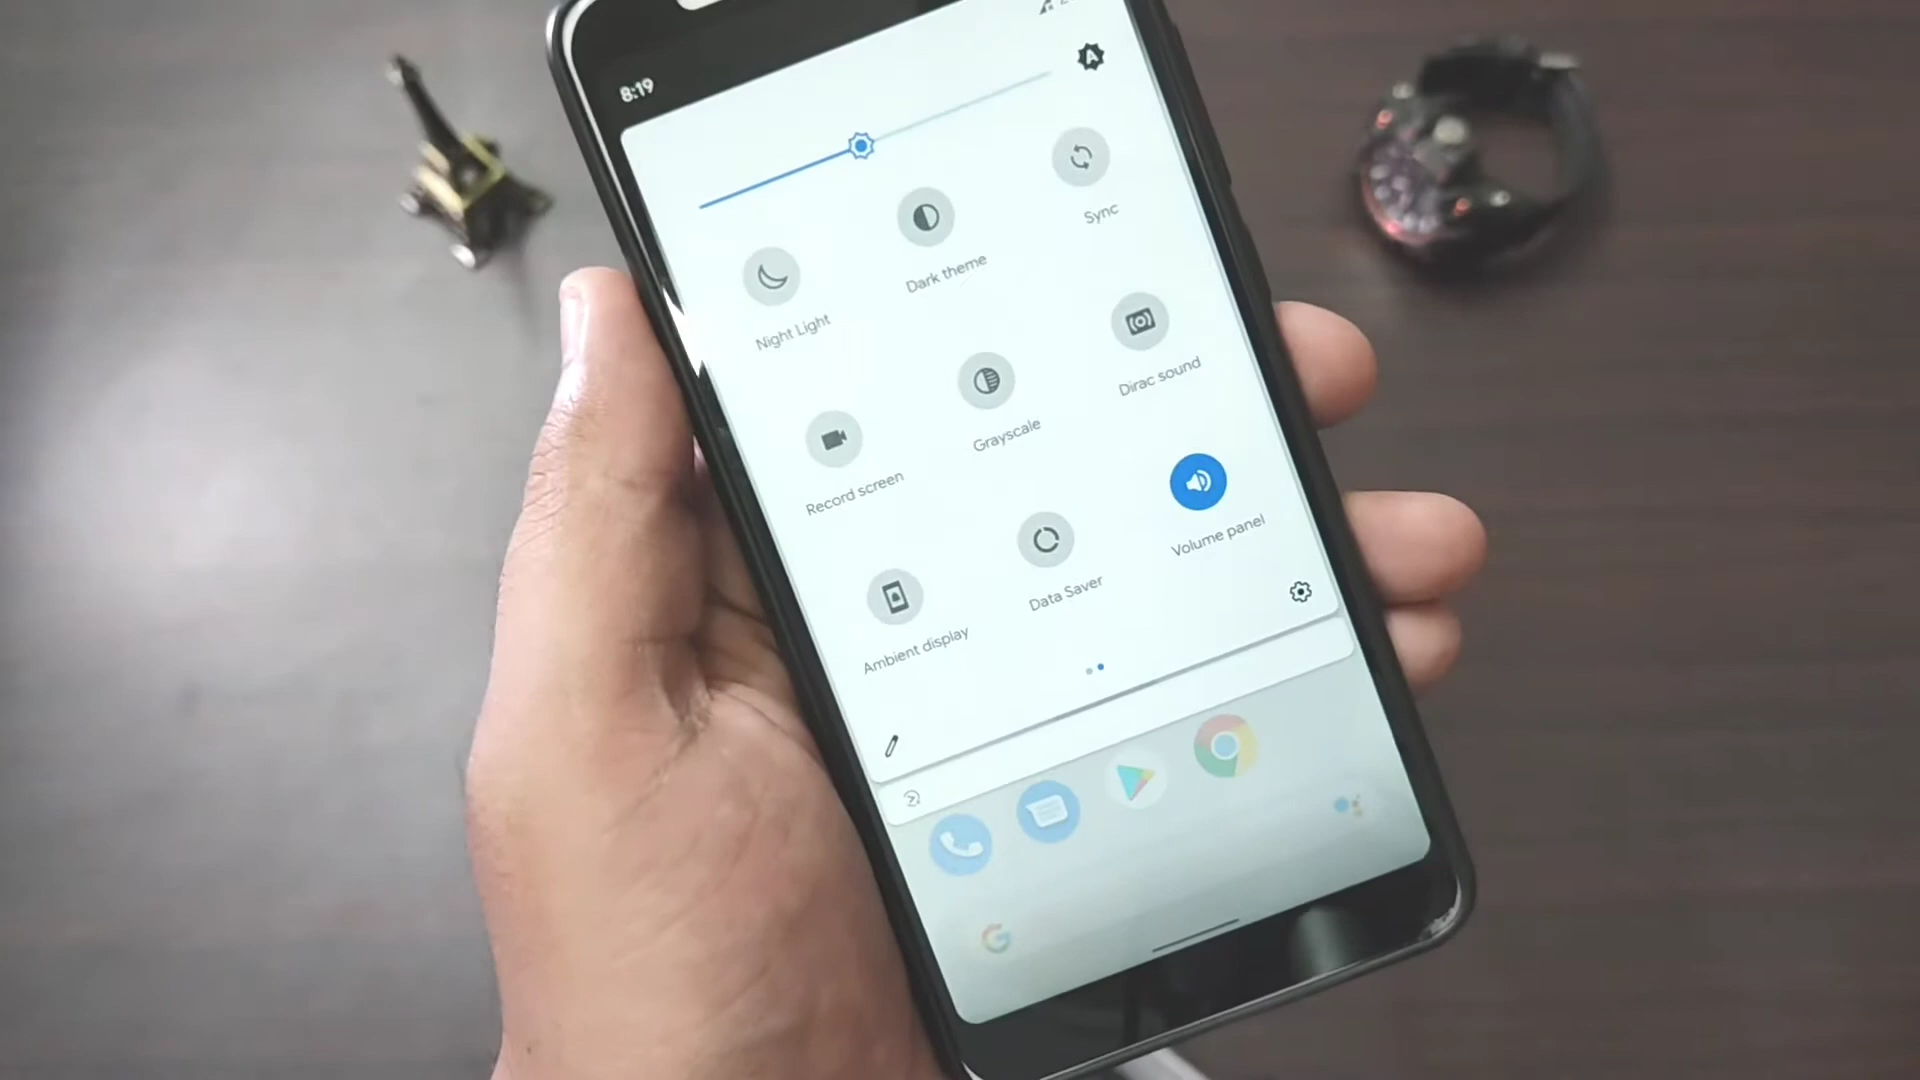 8:19
Night Light
Dark theme
Sync
Record screen
Grayscale
Dirac sound
Ambient display
Data Saver
Volume panel